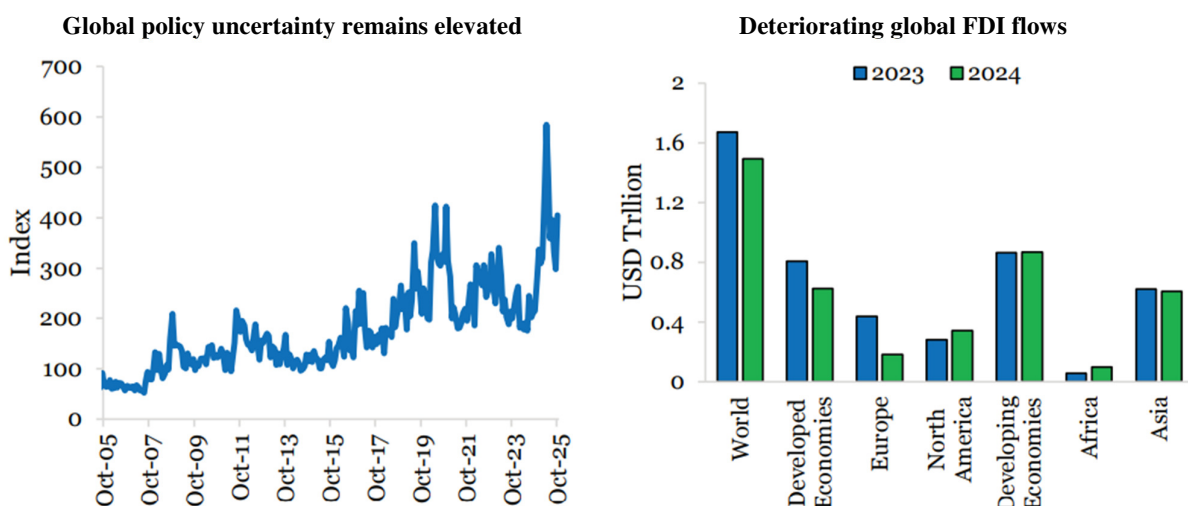 Global policy uncertainty remains elevated
700
600
500
400
300
200
100
0
Index
Oct-05
Oct-07
Oct-09
Oct-11
Oct-13
Oct-15
Oct-17
Oct-19
Oct-21
Oct-23
Oct-25
Deteriorating global FDI flows
2023 2024
2
1.6
1.2
0.8
0.4
0
USD Trllion
World
Developed
Economies
Europe
North
America
Developing
Economies
Africa
Asia